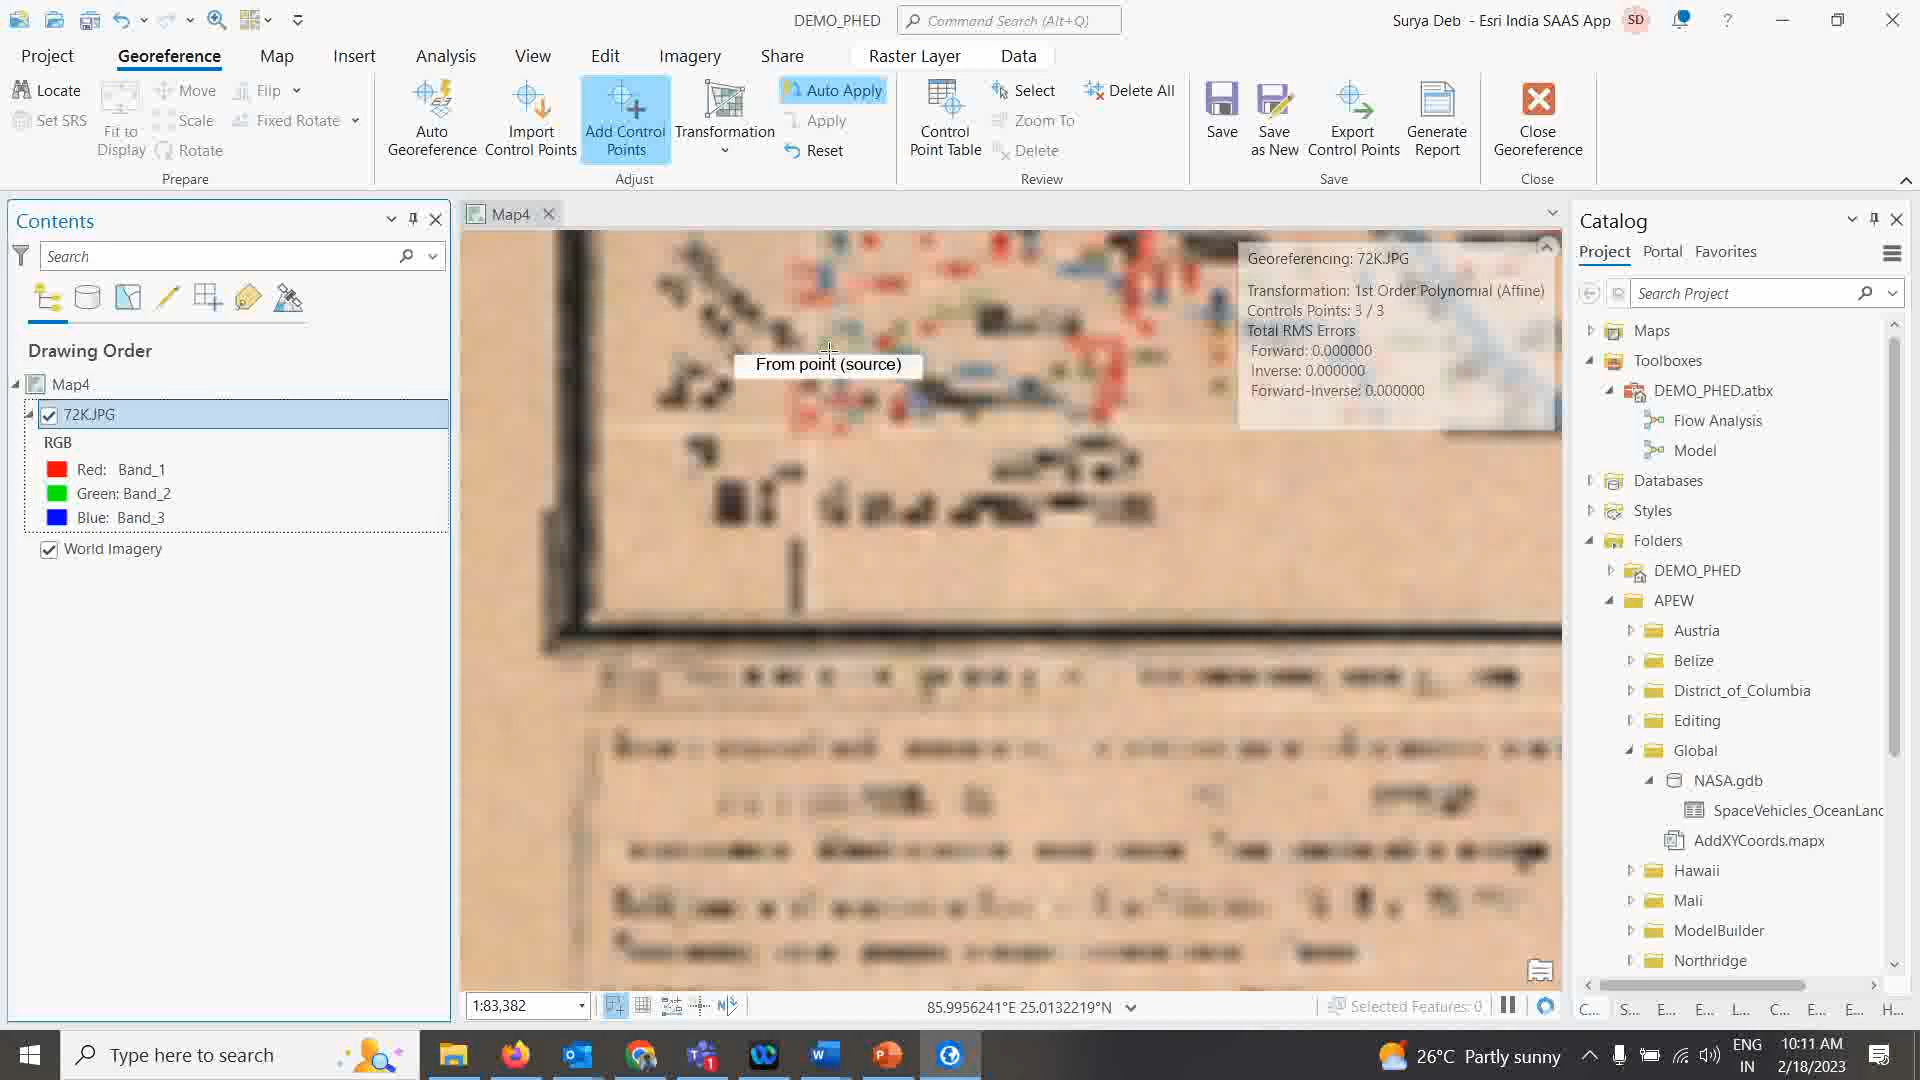 DEMO_PHED
Command Search (Alt+Q)
Surya Deb - Esri India SAAS App
SD
?
Project
Georeference
Map
Insert
Analysis
View
Edit
Imagery
Share
Raster Layer
Data
Locate
Set SRS
Fit to Display
Move
Scale
Rotate
Flip
Fixed Rotate
Prepare
Auto Georeference
Import Control Points
Add Control Points
Transformation
Auto Apply
Apply
Reset
Adjust
Control Point Table
Select
Zoom To
Delete
Delete All
Review
Save
Save as New
Export Control Points
Generate Report
Save
Close Georeference
Close
Contents
Search
Drawing Order
Map4
72K.JPG
RGB
Red: Band_1
Green: Band_2
Blue: Band_3
World Imagery
Map4
From point (source)
Georeferencing: 72K.JPG
Transformation: 1st Order Polynomial (Affine)
Controls Points: 3 / 3
Total RMS Errors
Forward: 0.000000
Inverse: 0.000000
Forward-Inverse: 0.000000
1:83,382
85.9956241°E 25.0132219°N
Selected Features: 0
Catalog
Project
Portal
Favorites
Search Project
Maps
Toolboxes
DEMO_PHED.atbx
Flow Analysis
Model
Databases
Styles
Folders
DEMO_PHED
APEW
Austria
Belize
District_of_Columbia
Editing
Global
NASA.gdb
SpaceVehicles_OceanLand
AddXYCoords.mapx
Hawaii
Mali
ModelBuilder
Northridge
C... S... E... L... C... E... E... H...
Type here to search
26°C Partly sunny
ENG
IN
10:11 AM
2/18/2023